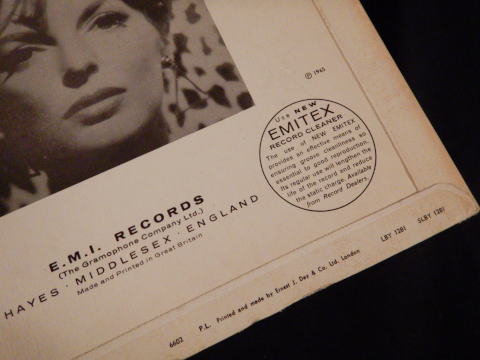 ℗ 1965
Use NEW
EMITEX
RECORD CLEANER
The use of NEW EMITEX
provides an effective means of
ensuring groove cleanliness so
essential to good reproduction.
Its regular use will lengthen the
life of the record and reduce
the static charge. Available
from Record Dealers.
E.M.I. RECORDS
(The Gramophone Company Ltd.)
HAYES · MIDDLESEX · ENGLAND
Made and Printed in Great Britain
6602 P.L. Printed and made by Ernest J. Day & Co. Ltd. London LBY 1281 SLBY 1281